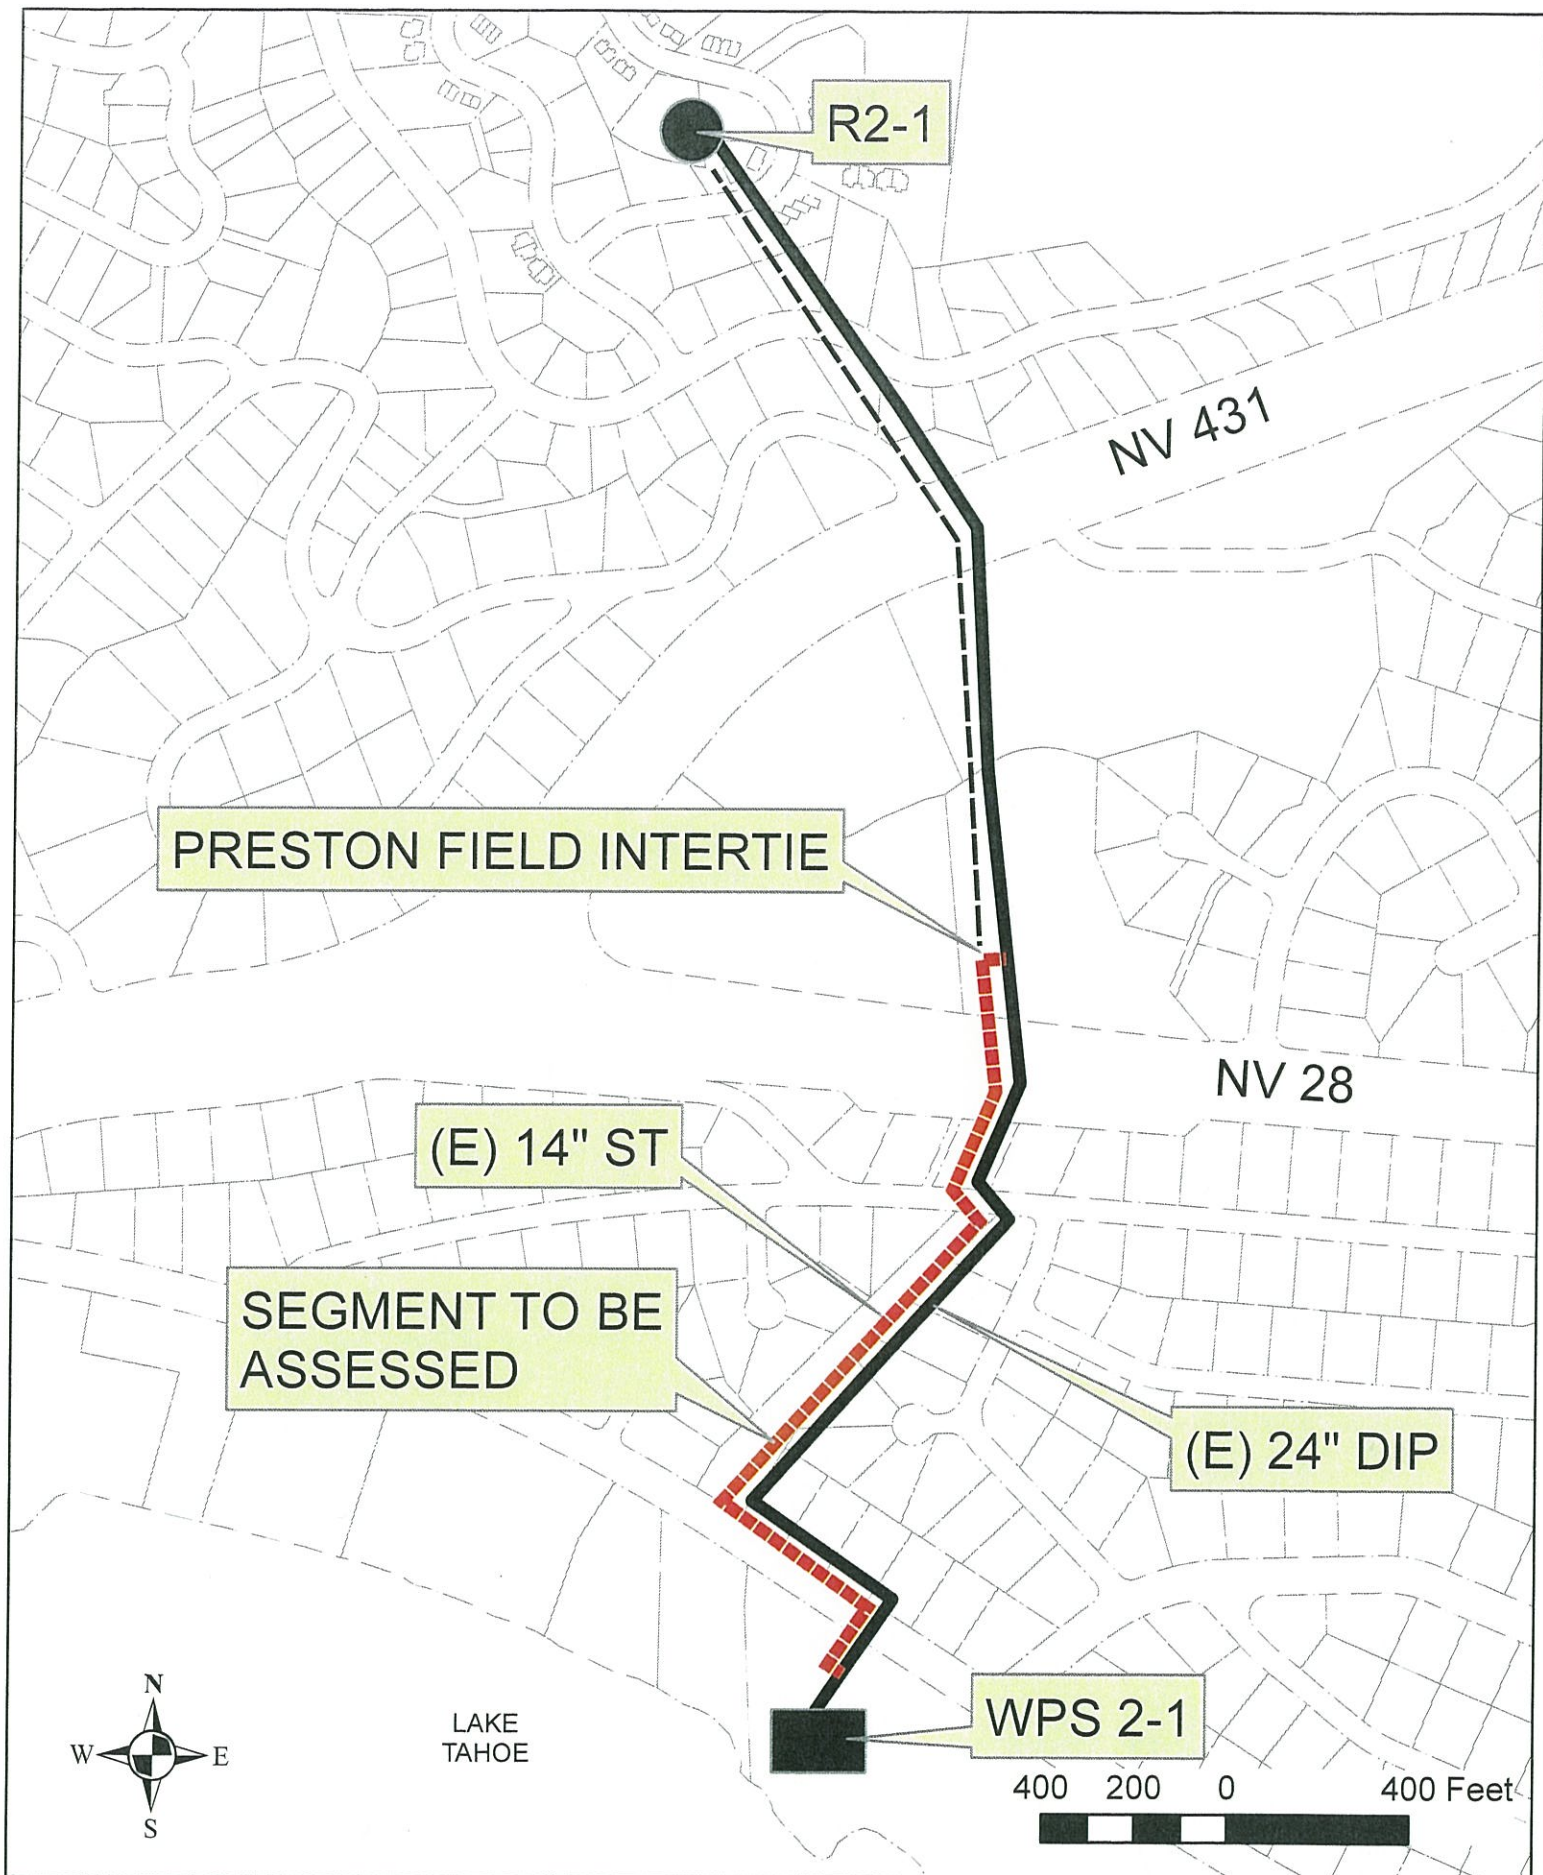 R2-1
NV 431
PRESTON FIELD INTERTIE
NV 28
(E) 14" ST
SEGMENT TO BE
ASSESSED
(E) 24" DIP
WPS 2-1
N
W
E
S
LAKE
TAHOE
400 200 0 400 Feet